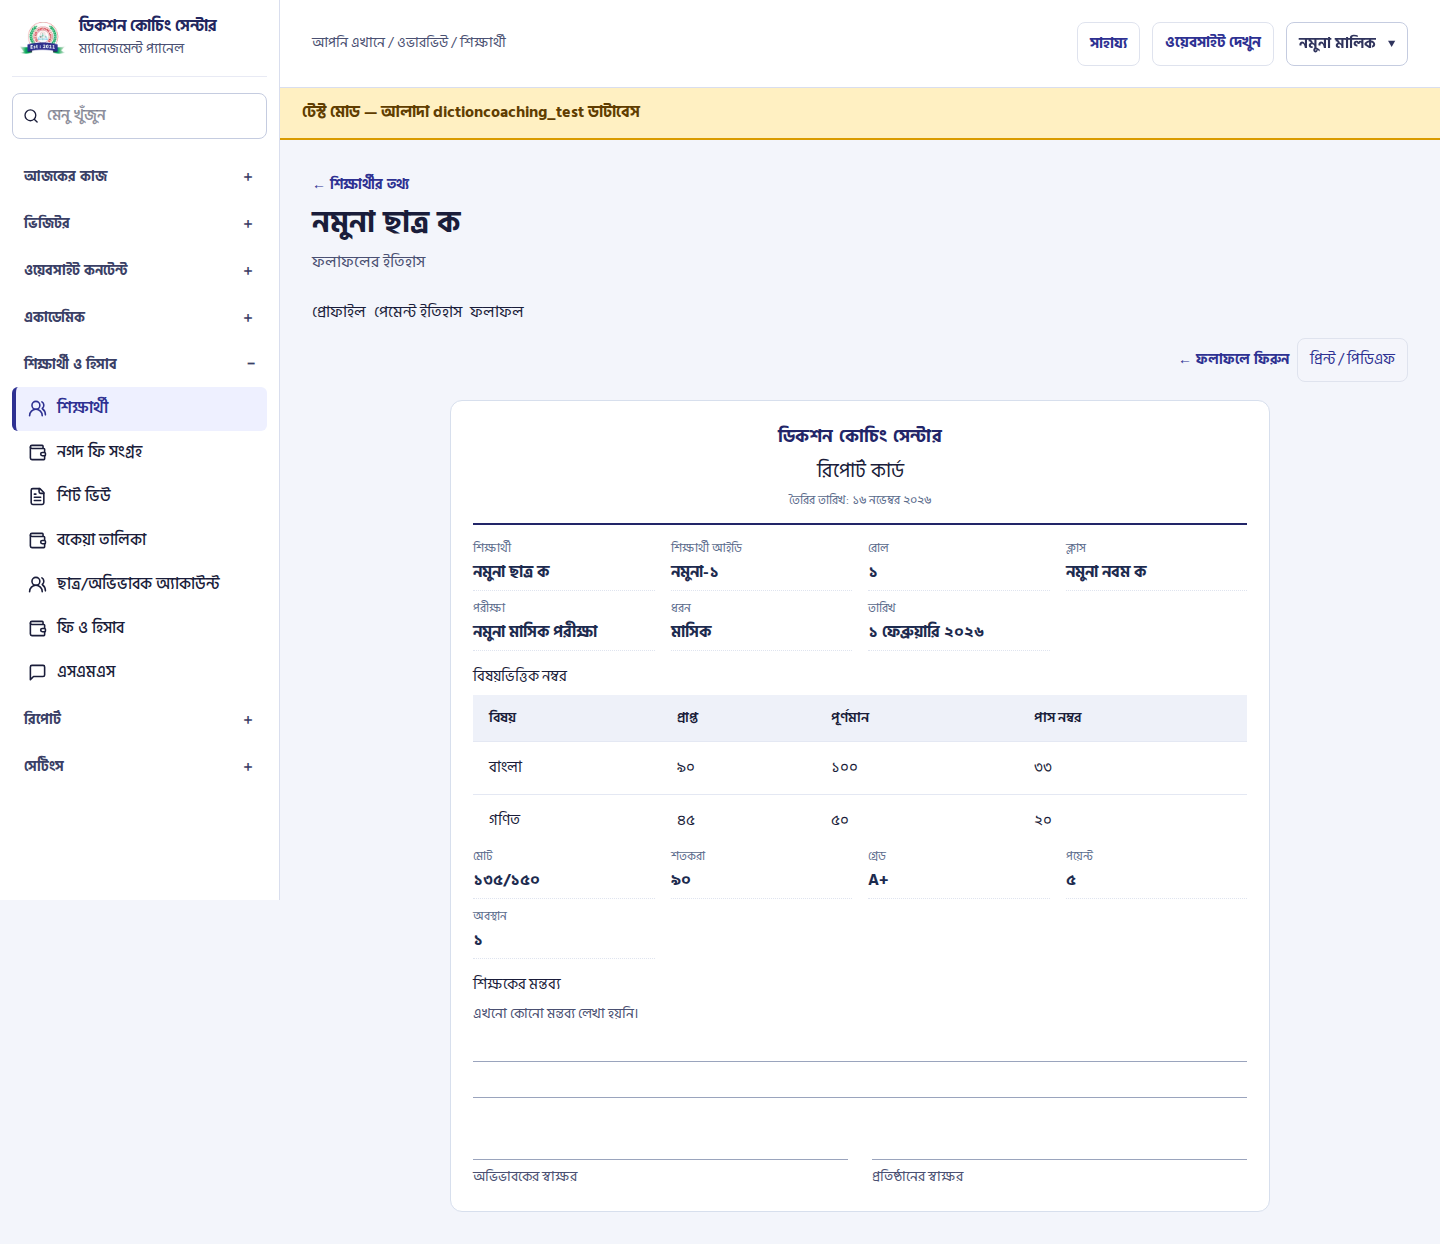 ডিকশন কোচিং সেন্টার
ম্যানেজমেন্ট প্যানেল
Est : 2011
মেনু খুঁজুন
আজকের কাজ +
ভিজিটর +
ওয়েবসাইট কনটেন্ট +
একাডেমিক +
শিক্ষার্থী ও হিসাব −
শিক্ষার্থী
নগদ ফি সংগ্রহ
শিট ভিউ
বকেয়া তালিকা
ছাত্র/অভিভাবক অ্যাকাউন্ট
ফি ও হিসাব
এসএমএস
রিপোর্ট +
সেটিংস +
আপনি এখানে / ওভারভিউ / শিক্ষার্থী
সাহায্য ওয়েবসাইট দেখুন নমুনা মালিক ▾
টেস্ট মোড — আলাদা dictioncoaching_test ডাটাবেস
← শিক্ষার্থীর তথ্য
নমুনা ছাত্র ক
ফলাফলের ইতিহাস
প্রোফাইল পেমেন্ট ইতিহাস ফলাফল
← ফলাফলে ফিরুন প্রিন্ট / পিডিএফ
ডিকশন কোচিং সেন্টার
রিপোর্ট কার্ড
তৈরির তারিখ: ১৬ নভেম্বর ২০২৬
শিক্ষার্থী শিক্ষার্থী আইডি রোল ক্লাস
নমুনা ছাত্র ক নমুনা-১ ১ নমুনা নবম ক
পরীক্ষা ধরন তারিখ
নমুনা মাসিক পরীক্ষা মাসিক ১ ফেব্রুয়ারি ২০২৬
বিষয়ভিত্তিক নম্বর
বিষয় প্রাপ্ত পূর্ণমান পাস নম্বর
বাংলা ৯০ ১০০ ৩৩
গণিত ৪৫ ৫০ ২০
মোট শতকরা গ্রেড পয়েন্ট
১৩৫/১৫০ ৯০ A+ ৫
অবস্থান
১
শিক্ষকের মন্তব্য
এখনো কোনো মন্তব্য লেখা হয়নি।
অভিভাবকের স্বাক্ষর প্রতিষ্ঠানের স্বাক্ষর